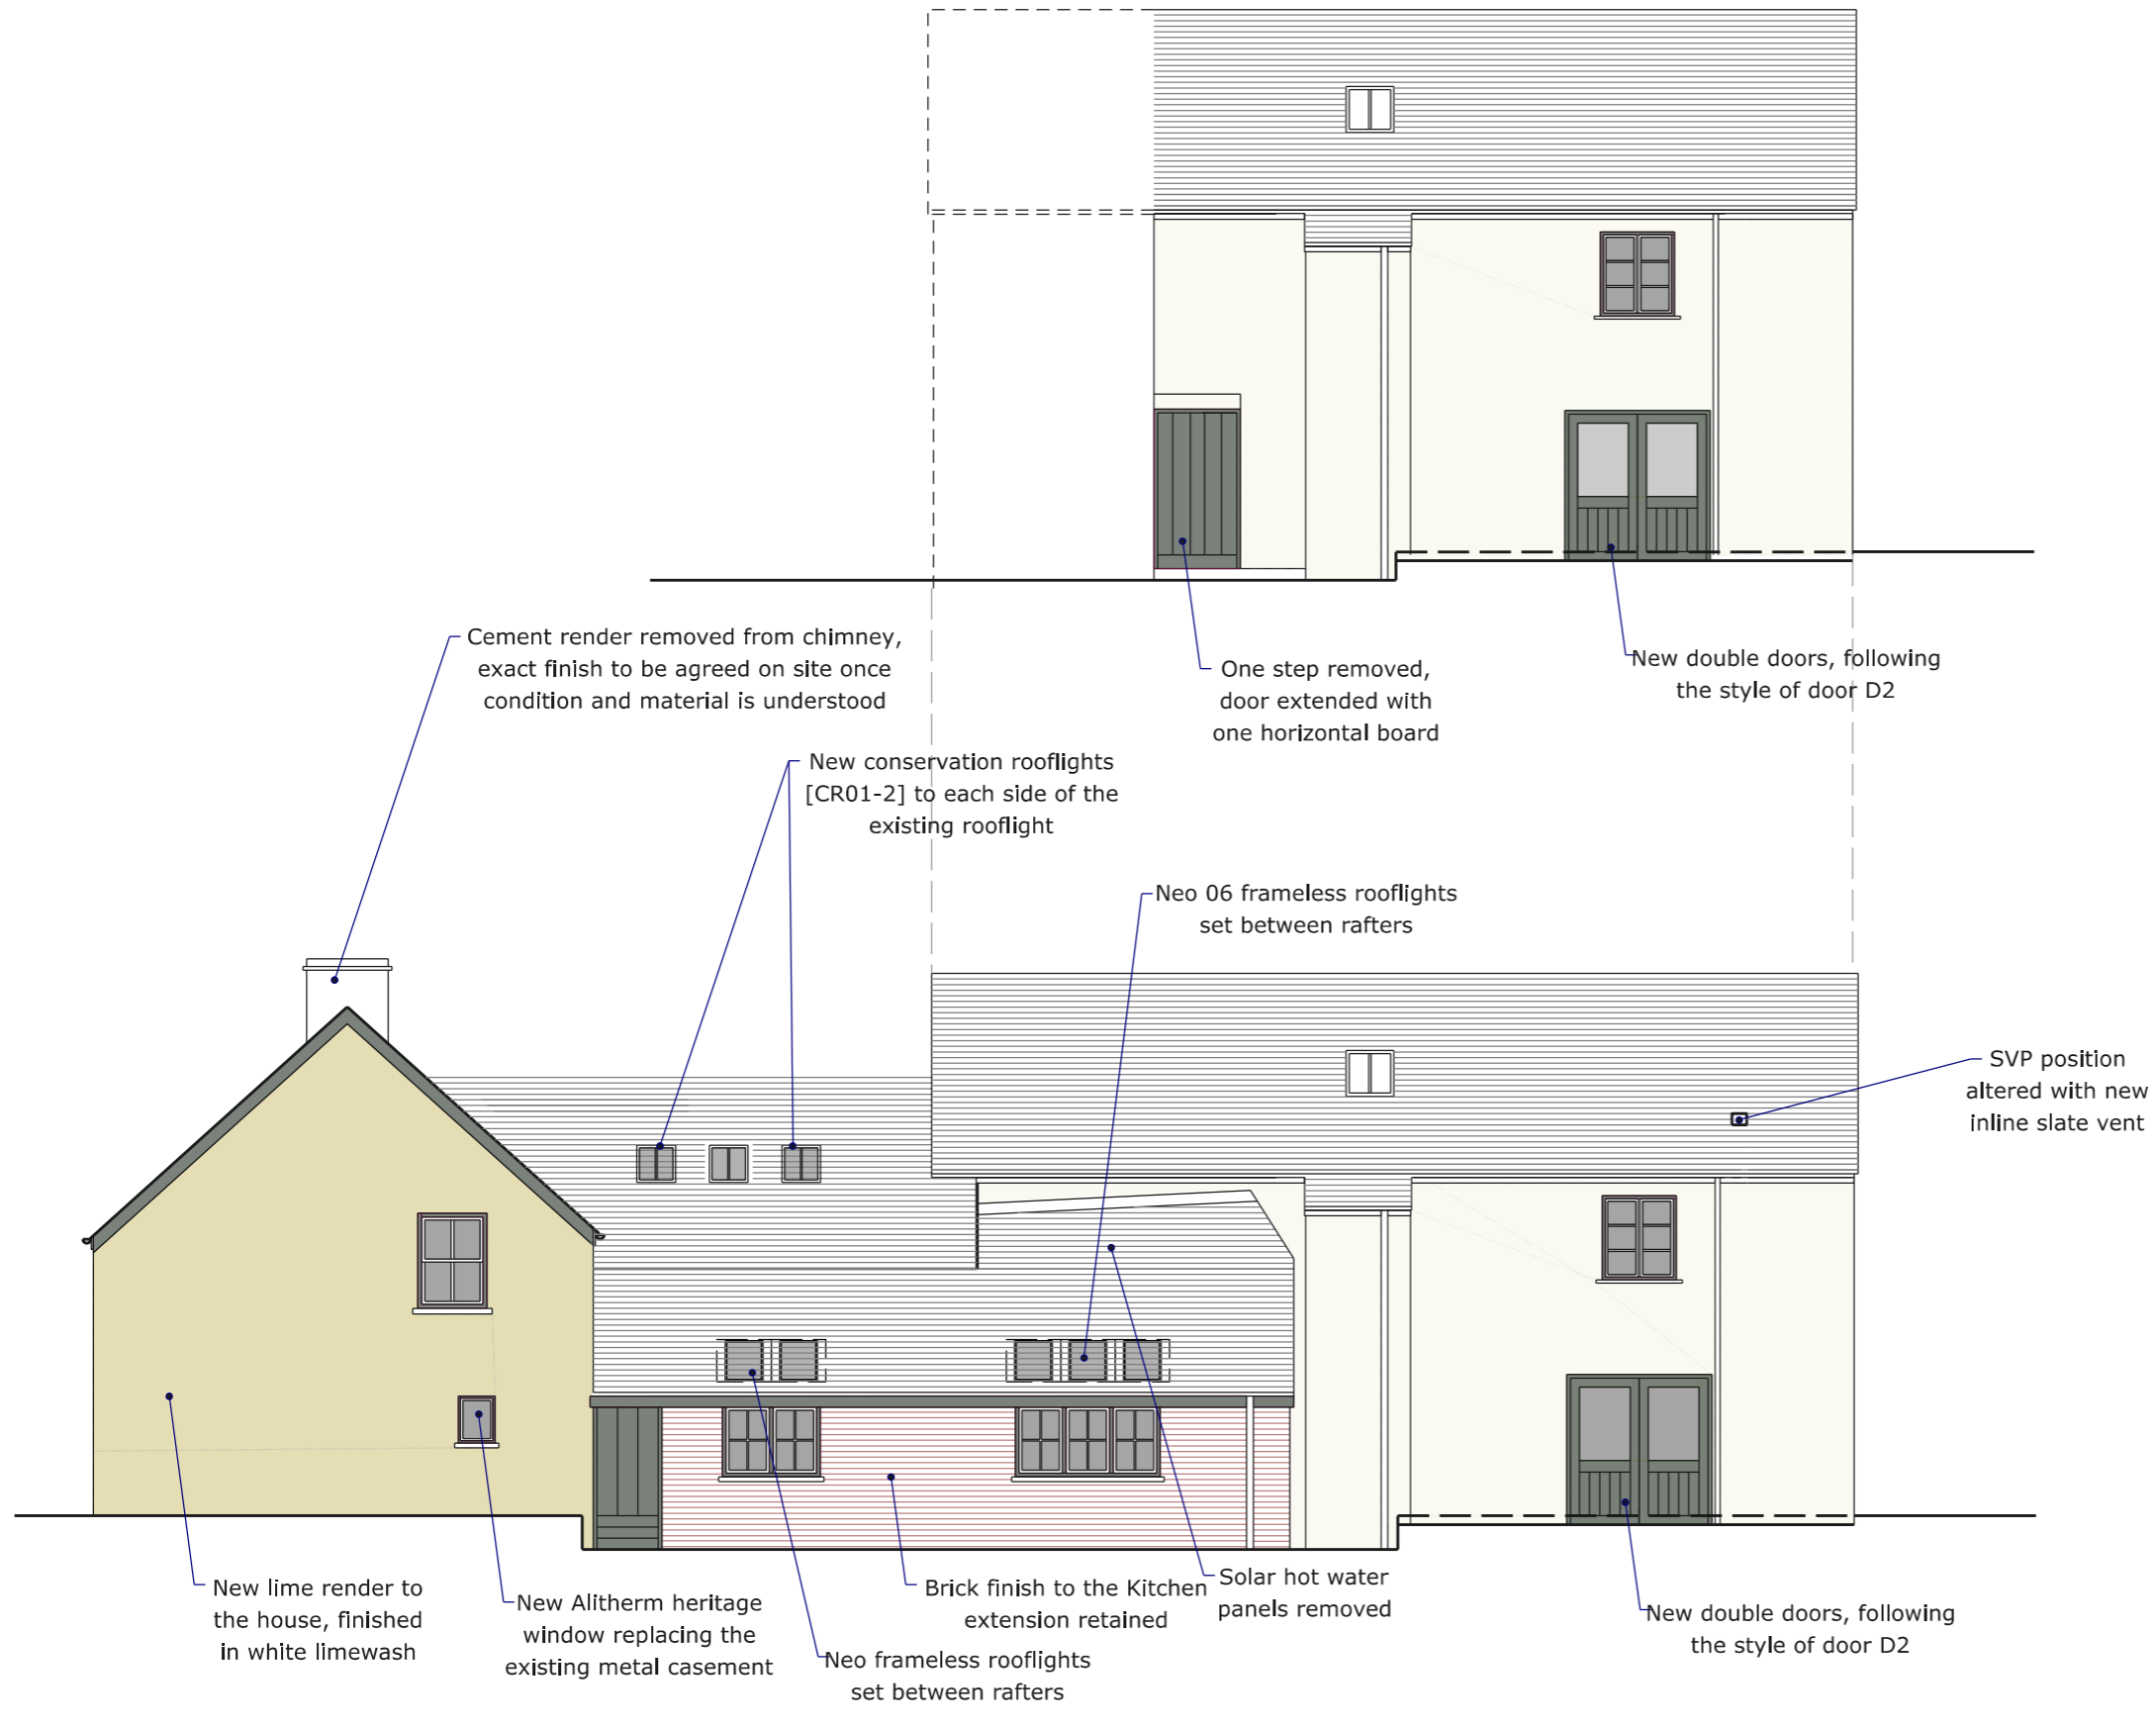 Cement render removed from chimney,
exact finish to be agreed on site once
condition and material is understood
One step removed,
door extended with
one horizontal board
New double doors, following
the style of door D2
New conservation rooflights
[CR01-2] to each side of the
existing rooflight
Neo 06 frameless rooflights
set between rafters
SVP position
altered with new
inline slate vent
New lime render to
the house, finished
in white limewash
New Alitherm heritage
window replacing the
existing metal casement
Neo frameless rooflights
set between rafters
Brick finish to the Kitchen
extension retained
Solar hot water
panels removed
New double doors, following
the style of door D2